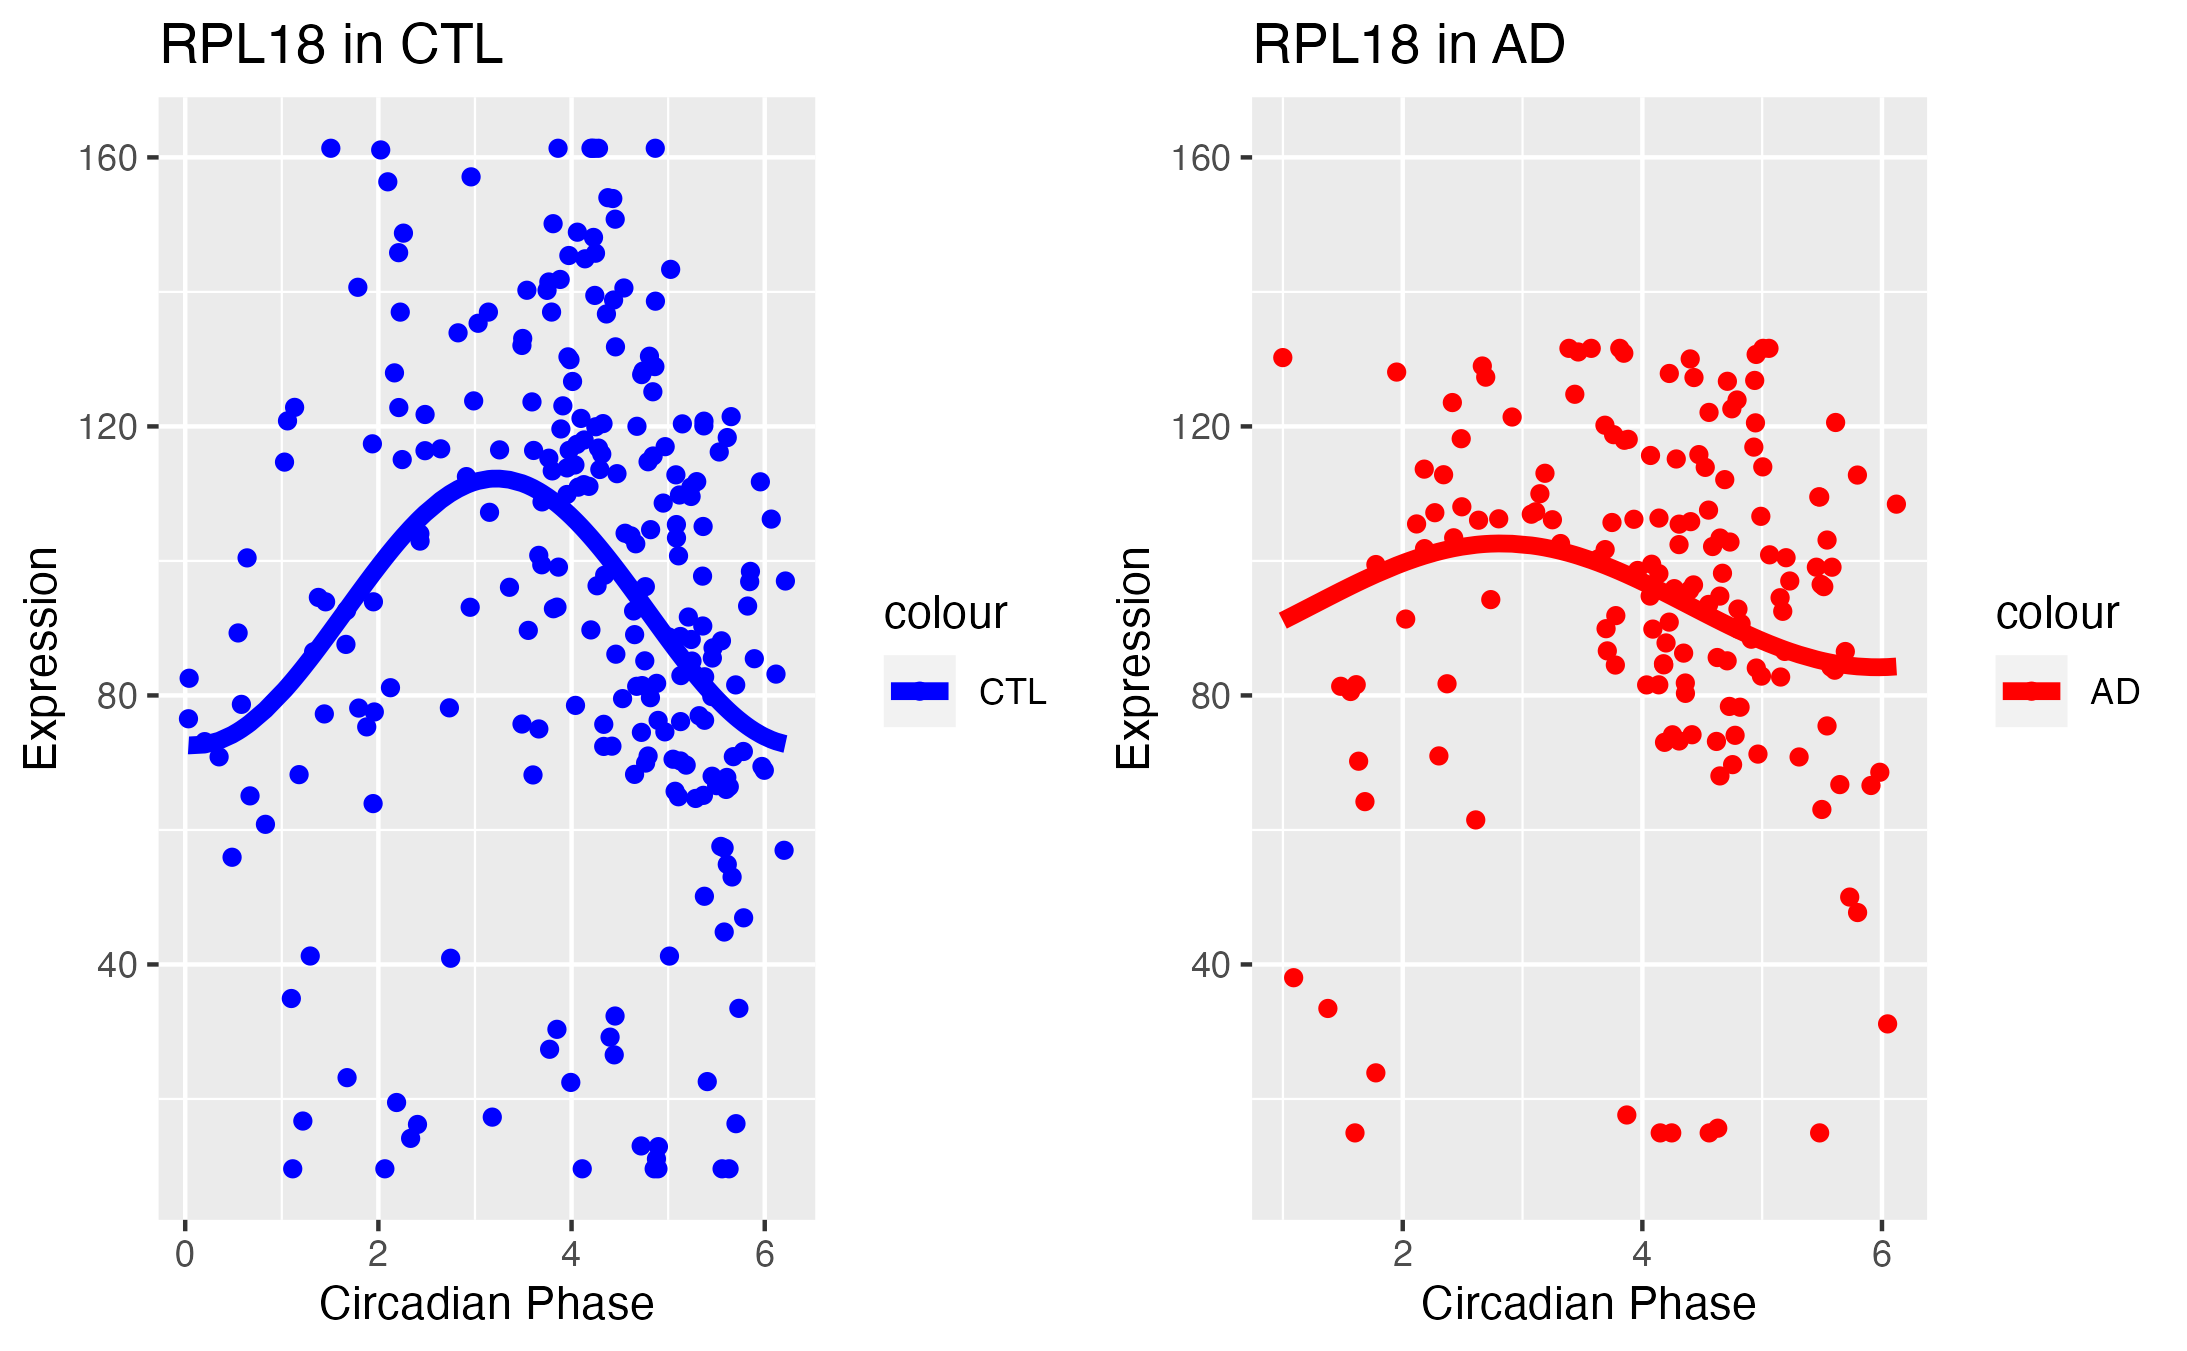 RPL18 in CTL
160
120
80
40
Expression
0 2 4 6
Circadian Phase
colour
CTL
RPL18 in AD
160
120
80
40
Expression
2 4 6
Circadian Phase
colour
AD